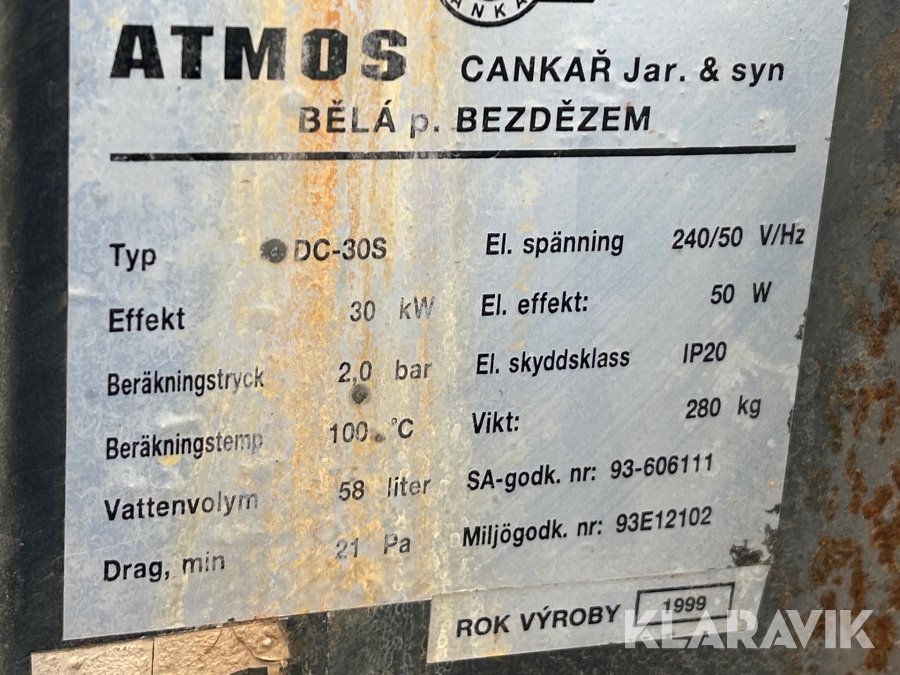 ANKA
ATMOS
CANKAŘ Jar. & syn
BĚLÁ p. BEZDĚZEM
Typ DC-30S
Effekt 30 kW
Beräkningstryck 2,0 bar
Beräkningstemp 100 °C
Vattenvolym 58 liter
Drag, min 21 Pa
El. spänning 240/50 V/Hz
El. effekt: 50 W
El. skyddsklass IP20
Vikt: 280 kg
SA-godk. nr: 93-606111
Miljögodk. nr: 93E12102
ROK VÝROBY 1999
KLARAVIK